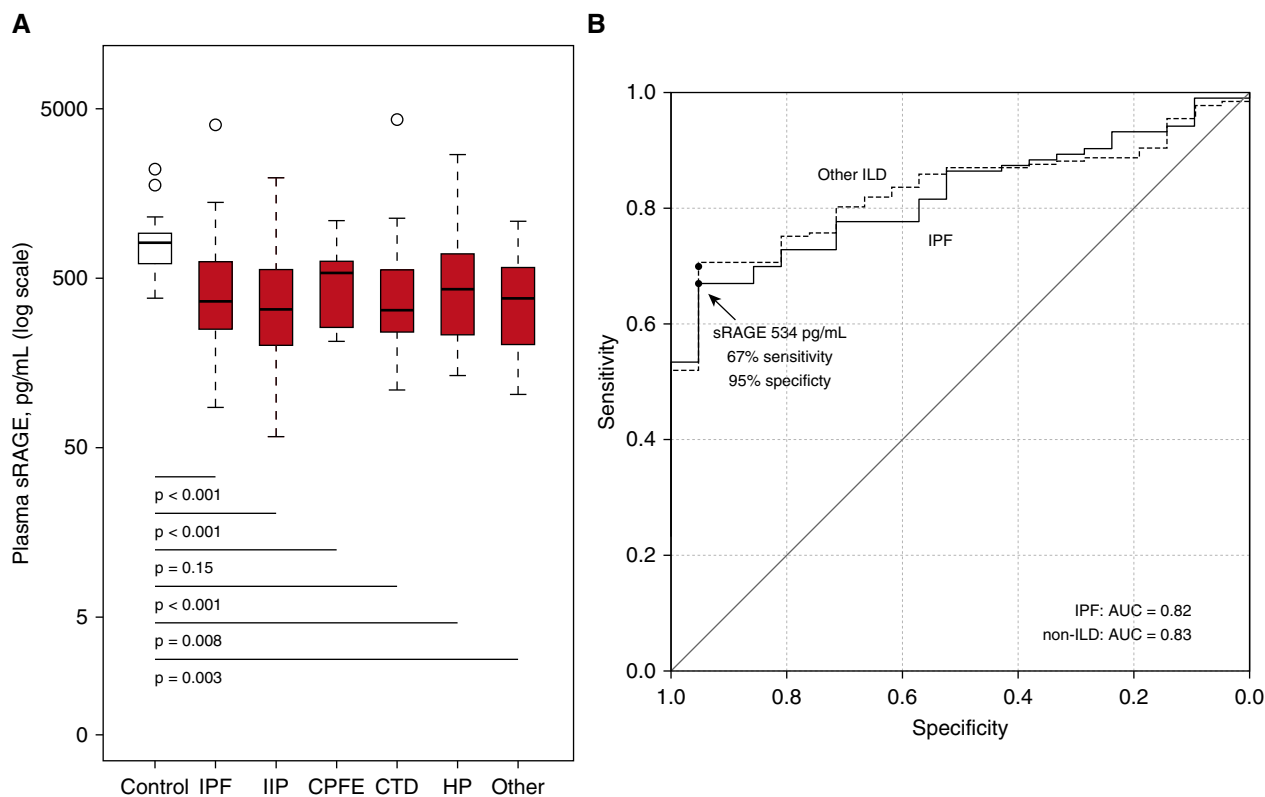 A
Plasma sRAGE, pg/mL (log scale)
5000
500
50
5
0
p < 0.001
p < 0.001
p = 0.15
p < 0.001
p = 0.008
p = 0.003
Control IPF IIP CPFE CTD HP Other
B
Sensitivity
1.0
0.8
0.6
0.4
0.2
0.0
Other ILD
IPF
sRAGE 534 pg/mL
67% sensitivity
95% specificty
IPF: AUC = 0.82
non-ILD: AUC = 0.83
1.0 0.8 0.6 0.4 0.2 0.0
Specificity